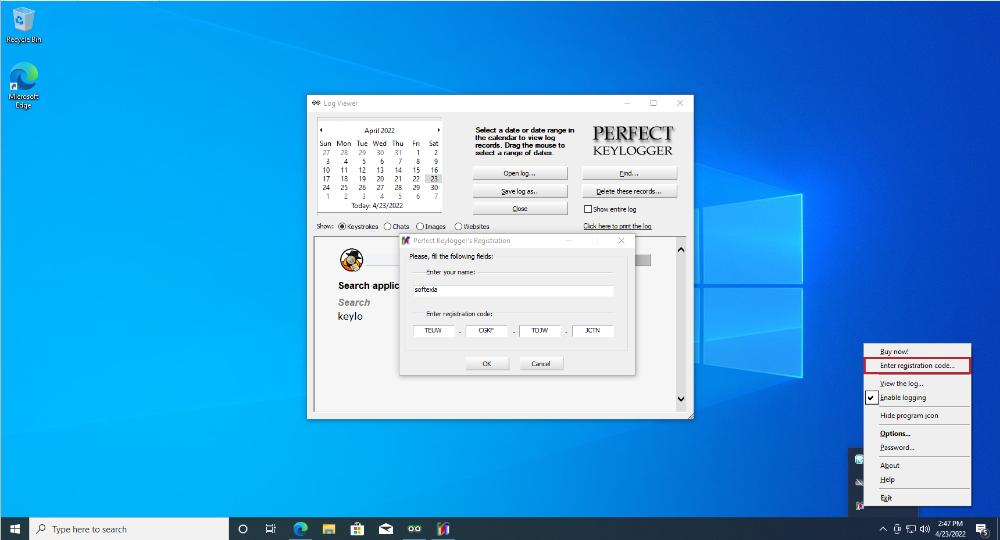 Recycle Bin
Microsoft
Edge
Log Viewer
April 2022
Sun Mon Tue Wed Thu Fri Sat
27 28 29 30 31 1 2
3 4 5 6 7 8 9
10 11 12 13 14 15 16
17 18 19 20 21 22 23
24 25 26 27 28 29 30
1 2 3 4 5 6 7
Today: 4/23/2022
Select a date or date range in
the calendar to view log
records. Drag the mouse to
select a range of dates.
PERFECT
KEYLOGGER
Open log...
Find...
Save log as..
Delete these records...
Close
Show entire log
Show: Keystrokes Chats Images Websites
Click here to print the log
Search applic
Search
keylo
Perfect Keylogger's Registration
Please, fill the following fields:
Enter your name:
softexia
Enter registration code:
TEUW - CGKF - TDJW - JCTN
OK Cancel
Buy now!
Enter registration code...
View the log...
Enable logging
Hide program icon
Options...
Password...
About
Help
Exit
Type here to search
2:47 PM
4/23/2022
5